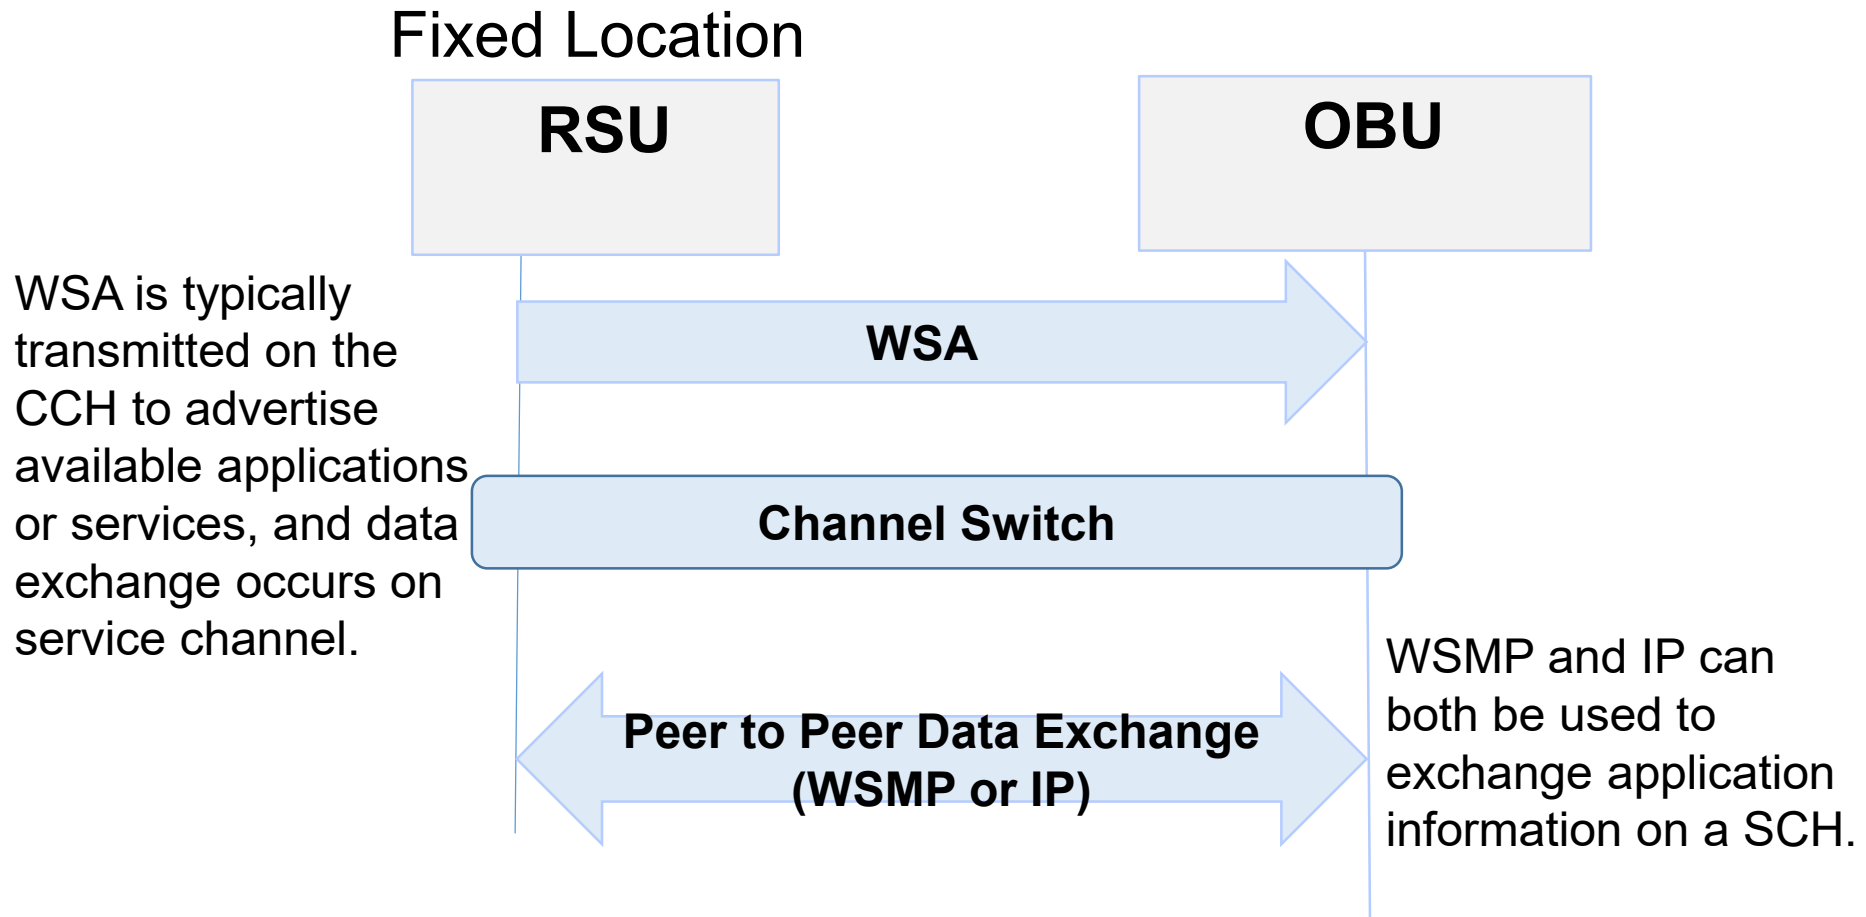 Fixed Location
RSU
OBU
WSA is typically
transmitted on the
CCH to advertise
available applications
or services, and data
exchange occurs on
service channel.
WSA
Channel Switch
Peer to Peer Data Exchange
(WSMP or IP)
WSMP and IP can
both be used to
exchange application
information on a SCH.